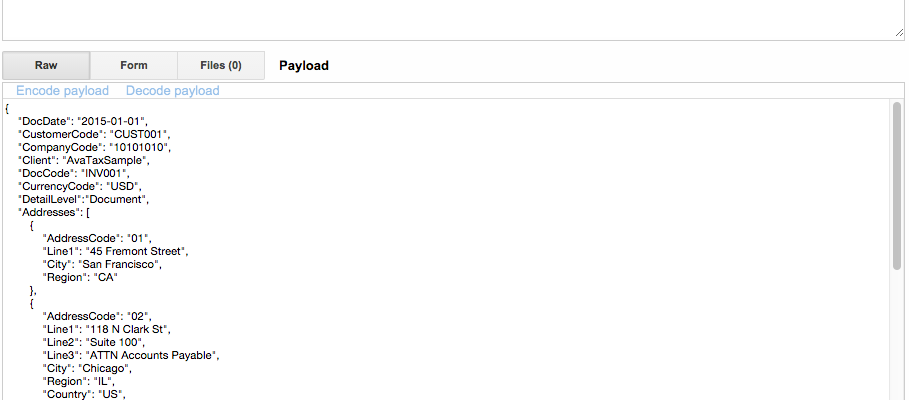 Raw Form Files (0) Payload
Encode payload Decode payload
{
"DocDate": "2015-01-01",
"CustomerCode": "CUST001",
"CompanyCode": "10101010",
"Client": "AvaTaxSample",
"DocCode": "INV001",
"CurrencyCode": "USD",
"DetailLevel":"Document",
"Addresses": [
{
"AddressCode": "01",
"Line1": "45 Fremont Street",
"City": "San Francisco",
"Region": "CA"
},
{
"AddressCode": "02",
"Line1": "118 N Clark St",
"Line2": "Suite 100",
"Line3": "ATTN Accounts Payable",
"City": "Chicago",
"Region": "IL",
"Country": "US",